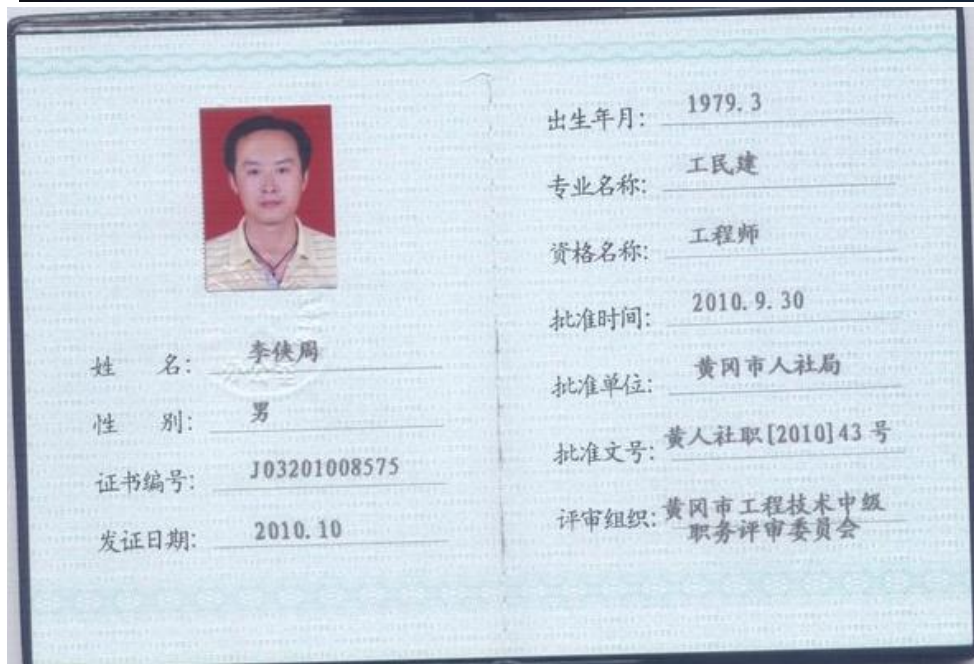 姓 名: 李侠周
性 别: 男
证书编号: J03201008575
发证日期: 2010.10
出生年月: 1979.3
专业名称: 工民建
资格名称: 工程师
批准时间: 2010.9.30
批准单位: 黄冈市人社局
批准文号: 黄人社职[2010]43号
评审组织: 黄冈市工程技术中级
职务评审委员会